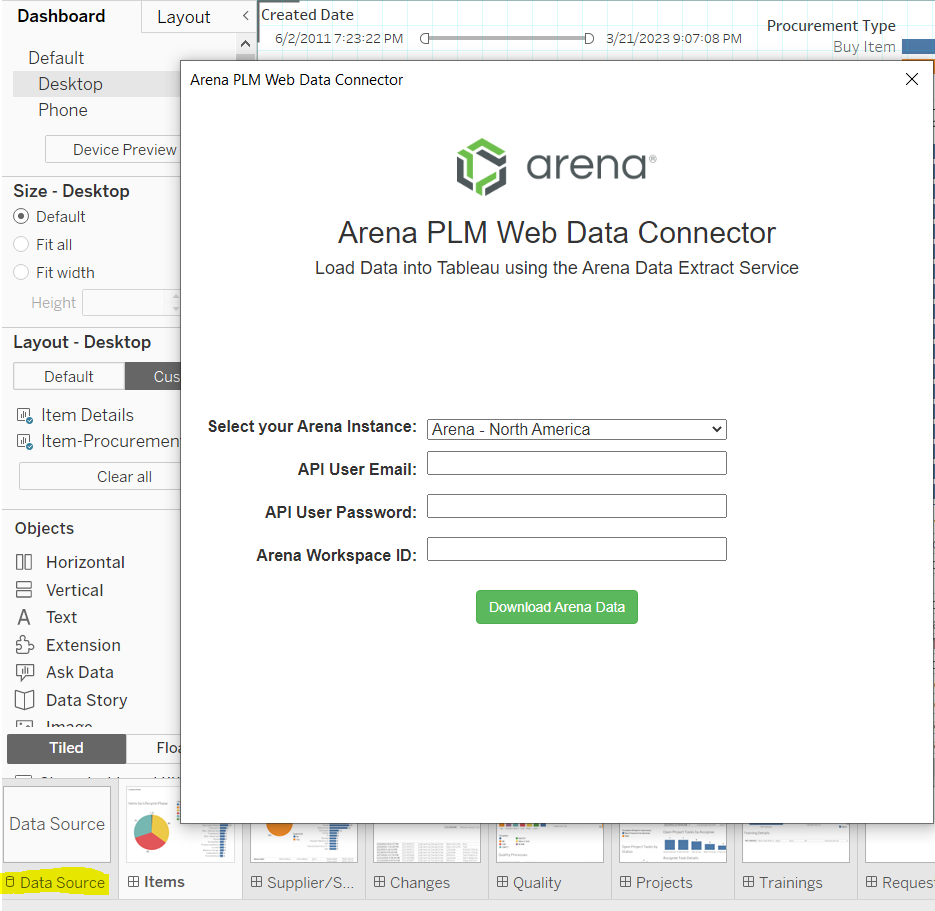 Dashboard
Layout
Created Date
6/2/2011 7:23:22 PM
3/21/2023 9:07:08 PM
Procurement Type
Buy Item
Default
Desktop
Phone
Device Preview
Size - Desktop
Default
Fit all
Fit width
Height
Layout - Desktop
Default
Cus
Item Details
Item-Procuremen
Clear all
Objects
Horizontal
Vertical
Text
Extension
Ask Data
Data Story
Image
Tiled
Floa
Arena PLM Web Data Connector
arena®
Arena PLM Web Data Connector
Load Data into Tableau using the Arena Data Extract Service
Select your Arena Instance:
Arena - North America
API User Email:
API User Password:
Arena Workspace ID:
Download Arena Data
Data Source
Data Source
Items
Supplier/S...
Changes
Quality
Projects
Trainings
Reques